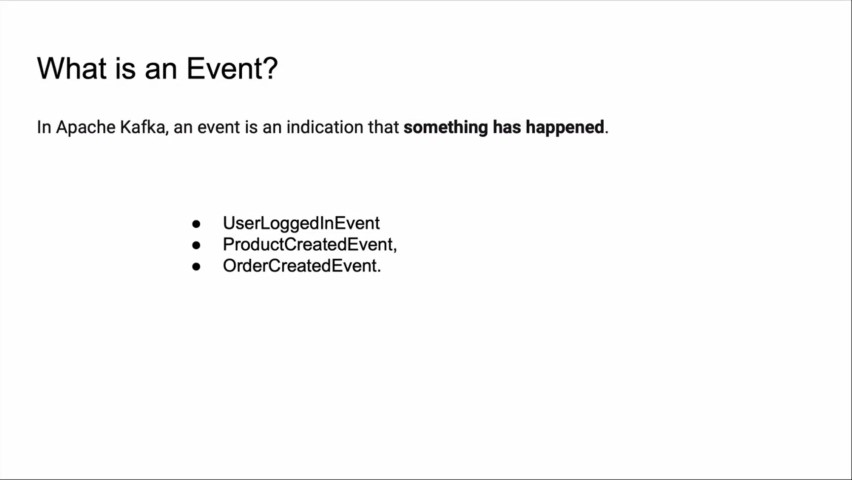 What is an Event?
In Apache Kafka, an event is an indication that something has happened.
● UserLoggedInEvent
● ProductCreatedEvent,
● OrderCreatedEvent.